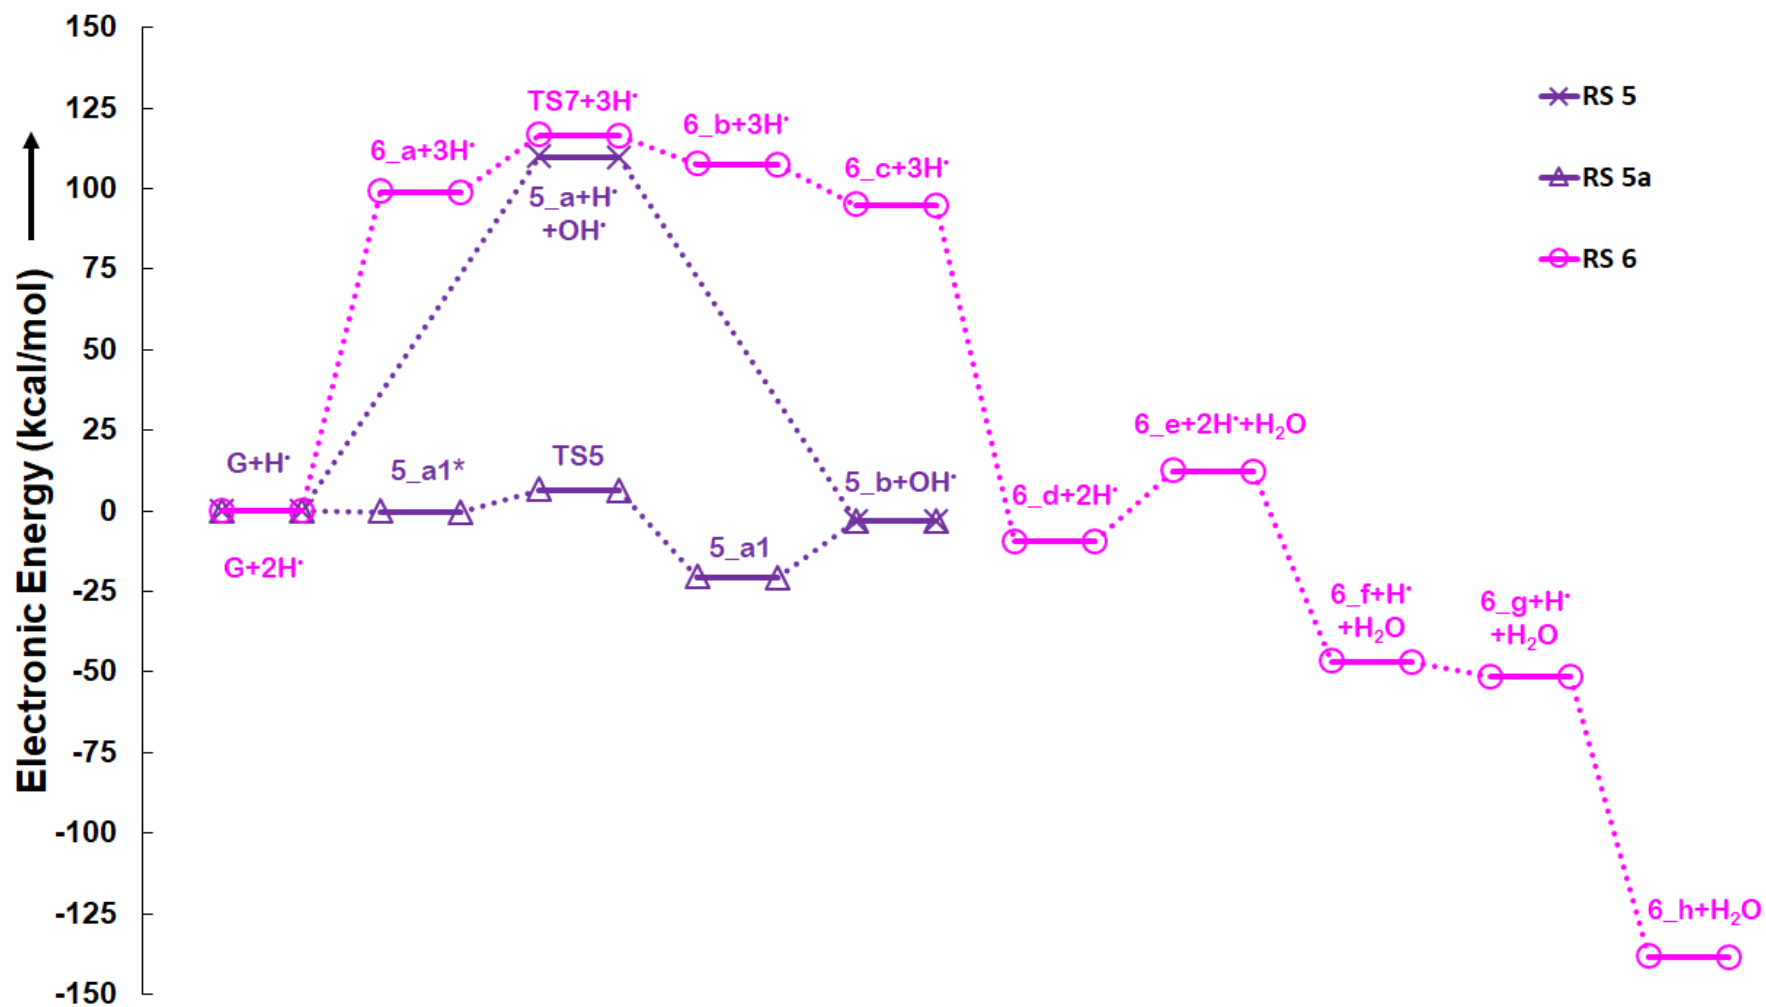 150
125
100
75
50
25
0
-25
-50
-75
-100
-125
-150
Electronic Energy (kcal/mol)
TS7+3H•
6_a+3H•
6_b+3H•
6_c+3H•
5_a+H•
+OH•
G+H•
5_a1*
TS5
5_b+OH•
6_d+2H•
6_e+2H•+H₂O
G+2H•
5_a1
6_f+H•
+H₂O
6_g+H•
+H₂O
6_h+H₂O
RS 5
RS 5a
RS 6